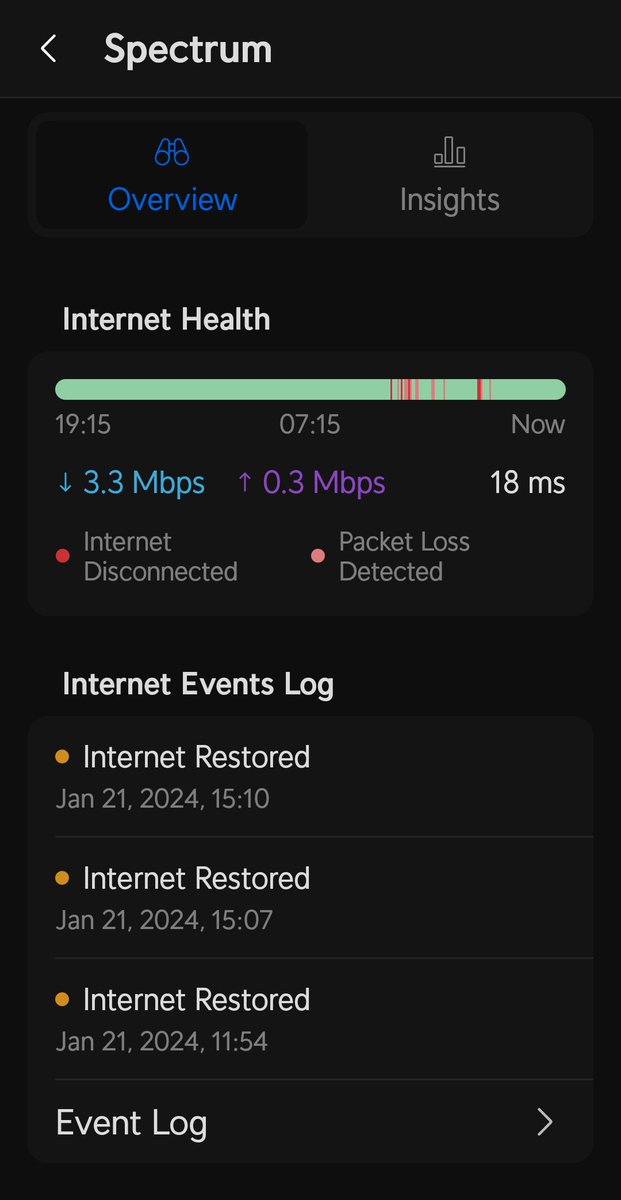 Spectrum
Overview
Insights
Internet Health
19:15 07:15 Now
↓ 3.3 Mbps ↑ 0.3 Mbps 18 ms
Internet Disconnected
Packet Loss Detected
Internet Events Log
Internet Restored
Jan 21, 2024, 15:10
Internet Restored
Jan 21, 2024, 15:07
Internet Restored
Jan 21, 2024, 11:54
Event Log